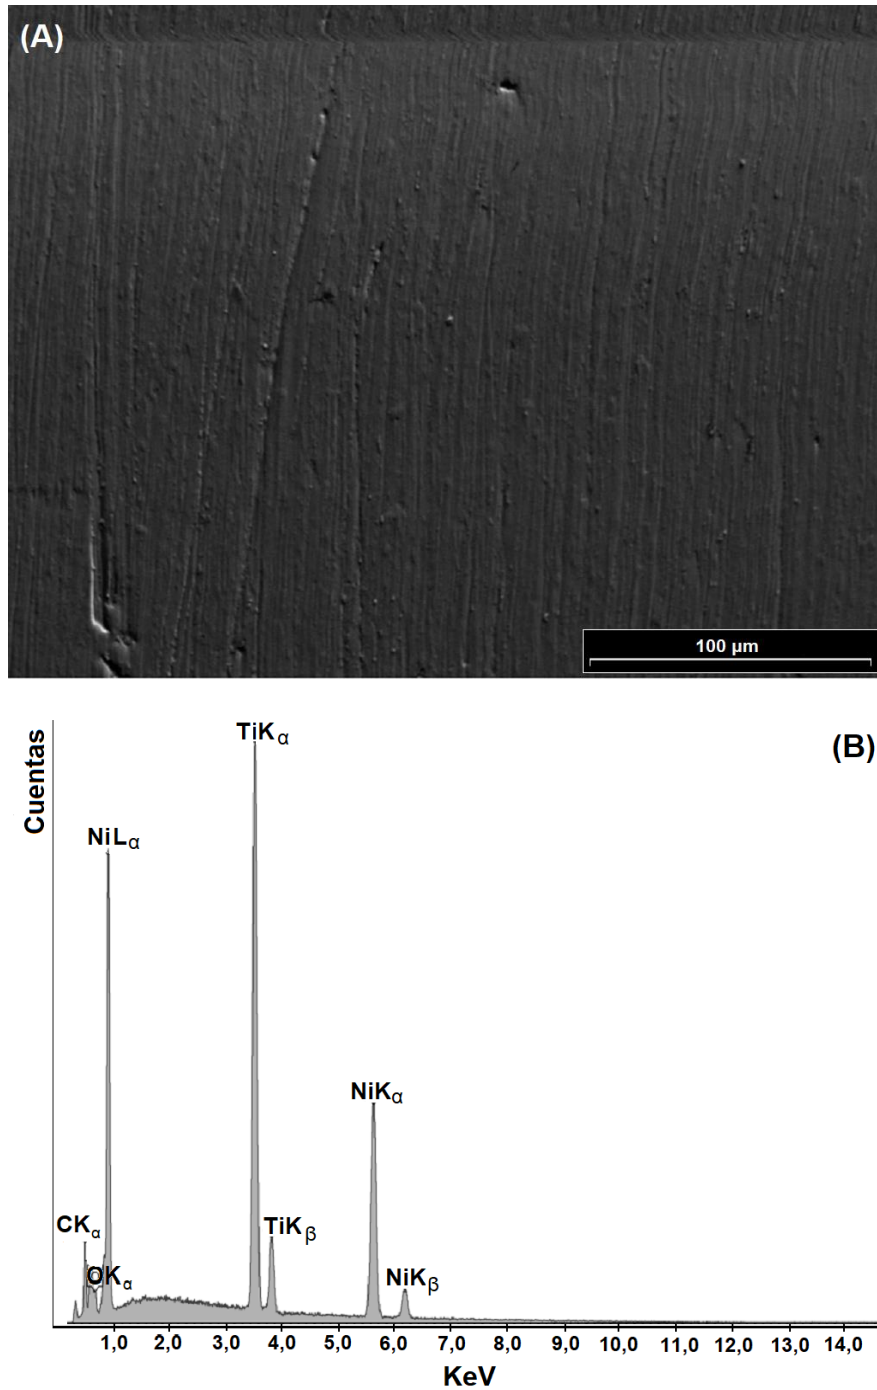 (A)
100 µm
(B)
Cuentas
TiKα
NiLα
NiKα
CKα
OKα
TiKβ
NiKβ
1,0 2,0 3,0 4,0 5,0 6,0 7,0 8,0 9,0 10,0 11,0 12,0 13,0 14,0
KeV